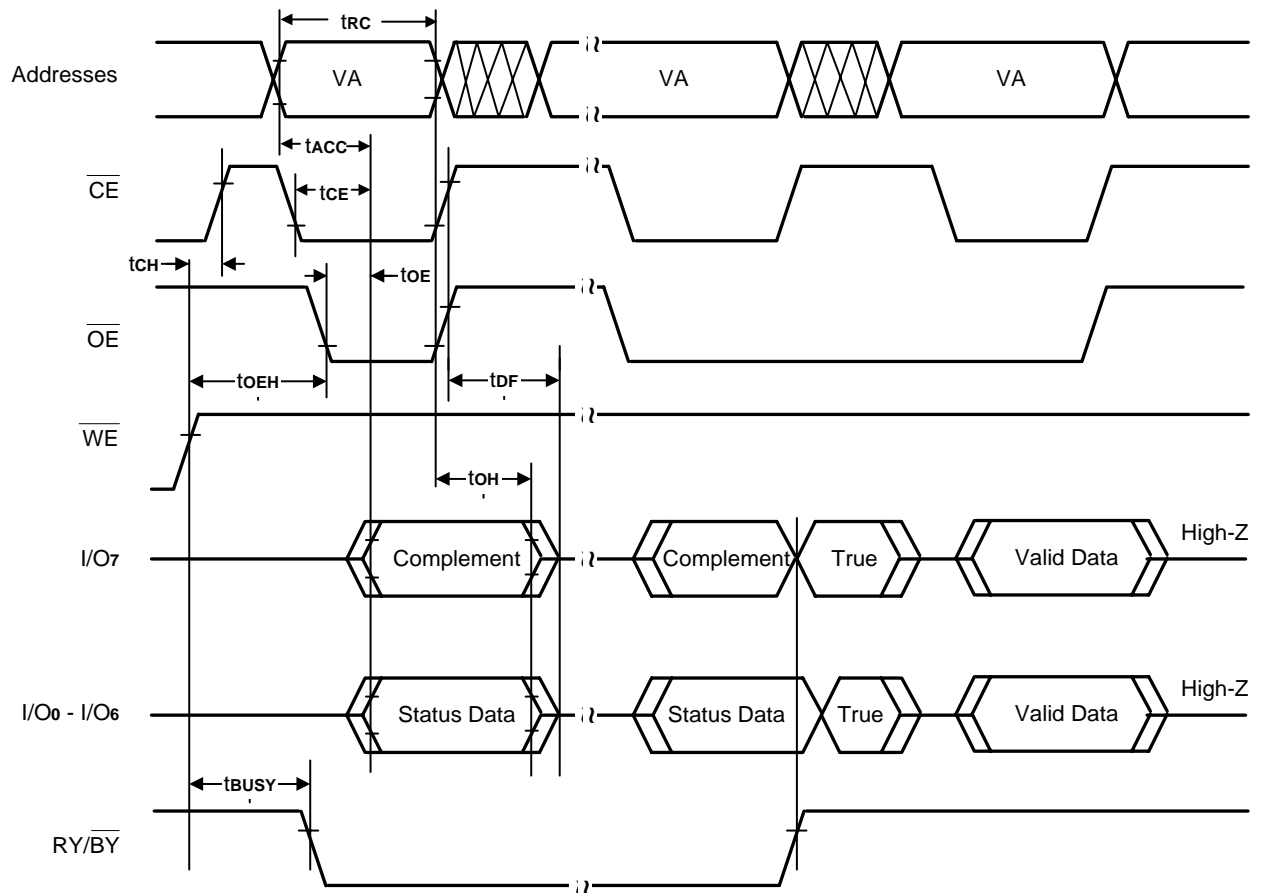 tRC
Addresses VA VA VA
tACC
CE tCE
tCH tOE
OE
tOEH tDF
WE
tOH
I/O7 Complement Complement True Valid Data High-Z
I/O0 - I/O6 Status Data Status Data True Valid Data High-Z
tBUSY
RY/BY